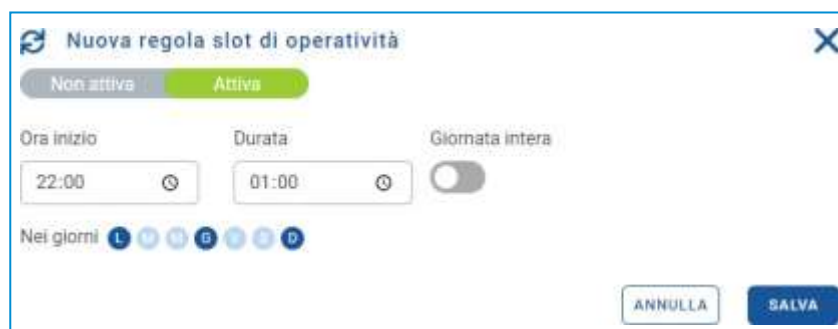 Nuova regola slot di operatività
Non attiva Attiva
Ora inizio Durata Giornata intera
22:00 01:00
Nei giorni L M M G V S D
ANNULLA SALVA